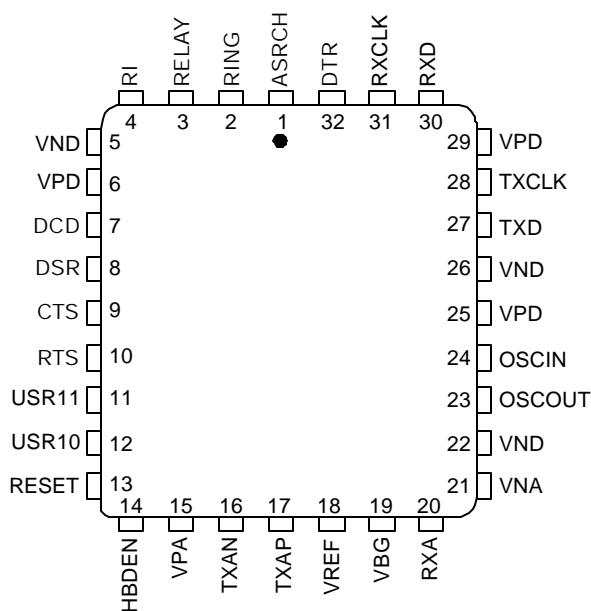 RI RELAY RING ASRCH DTR RXCLK RXD
4 3 2 1 32 31 30
VND 5 29 VPD
VPD 6 28 TXCLK
DCD 7 27 TXD
DSR 8 26 VND
CTS 9 25 VPD
RTS 10 24 OSCIN
USR11 11 23 OSCOUT
USR10 12 22 VND
RESET 13 21 VNA
14 15 16 17 18 19 20
HBDEN VPA TXAN TXAP VREF VBG RXA